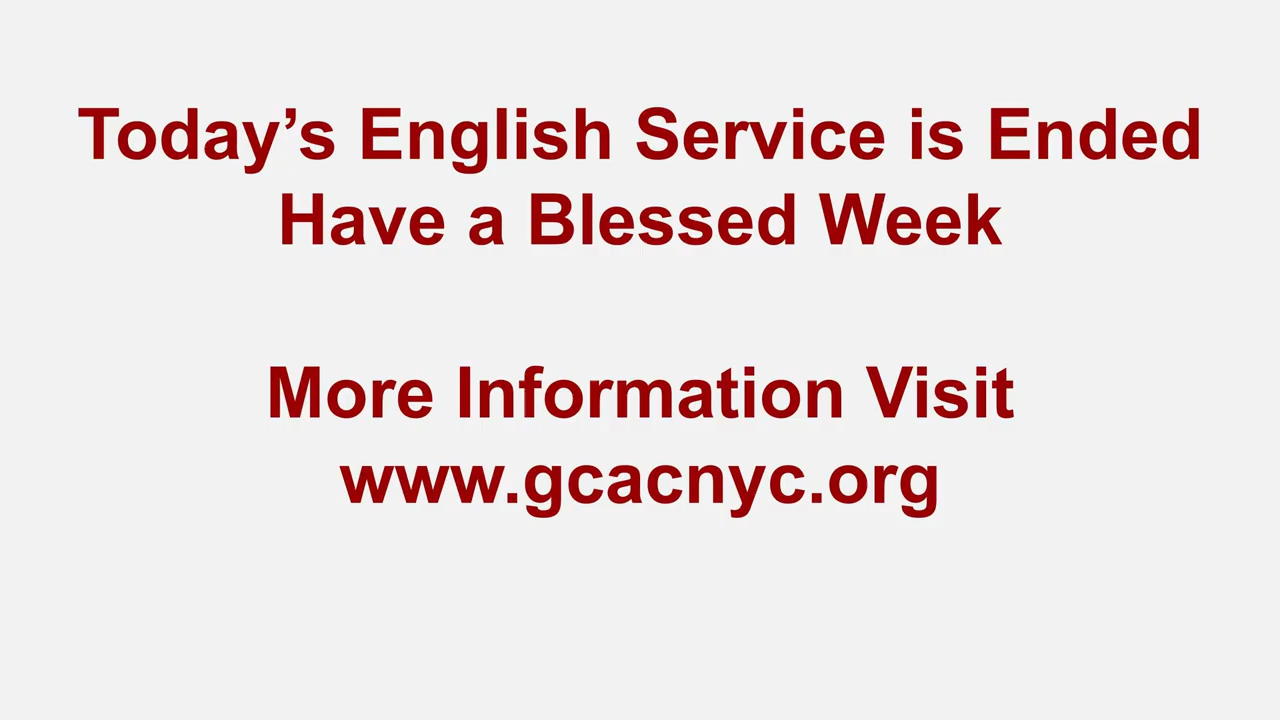 Today’s English Service is Ended
Have a Blessed Week
More Information Visit
www.gcacnyc.org